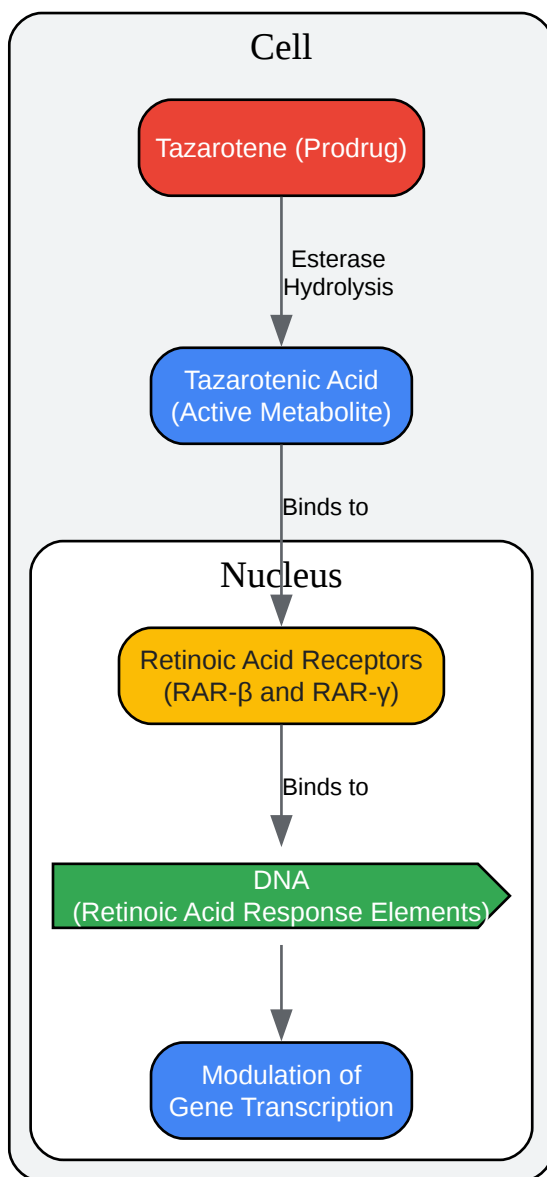 Cell
Tazarotene (Prodrug)
Esterase
Hydrolysis
Tazarotenic Acid
(Active Metabolite)
Binds to
Nucleus
Retinoic Acid Receptors
(RAR-β and RAR-γ)
Binds to
DNA
(Retinoic Acid Response Elements)
Modulation of
Gene Transcription